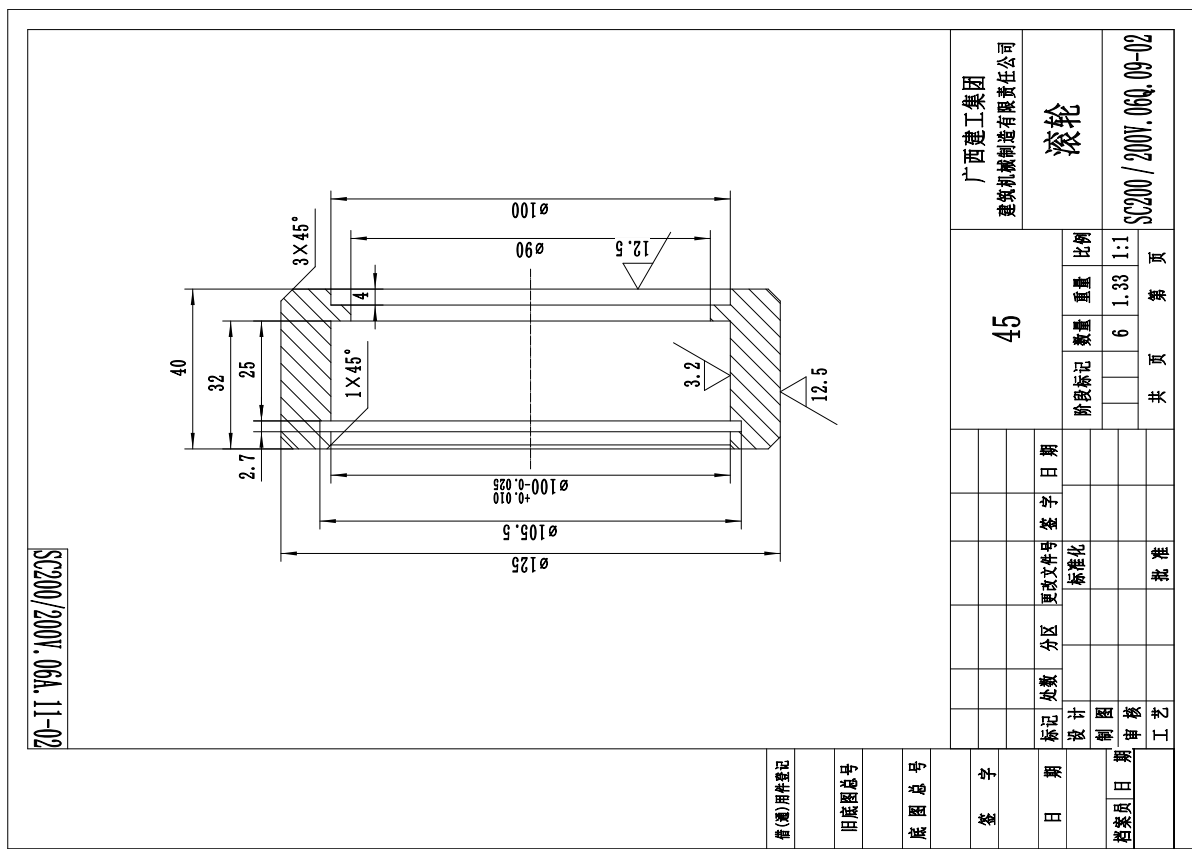 3×45°
ø100
ø90
12.5
4
40
32
25
1×45°
3.2
12.5
2.7
ø100+0.010-0.025
ø105.5
ø125
SC200/200V.06A.11-02
广西建工集团
建筑机械制造有限责任公司
滚轮
SC200/200V.06Q.09-02
45
阶段标记 数量 重量 比例
6 1.33 1:1
共 页 第 页
标记 处数 分区 更改文件号 签字 日期
设计 标准化
制图
审核
工艺 批准
借(通)用件登记
旧底图总号
底图总号
签字
日期
档案员 日期